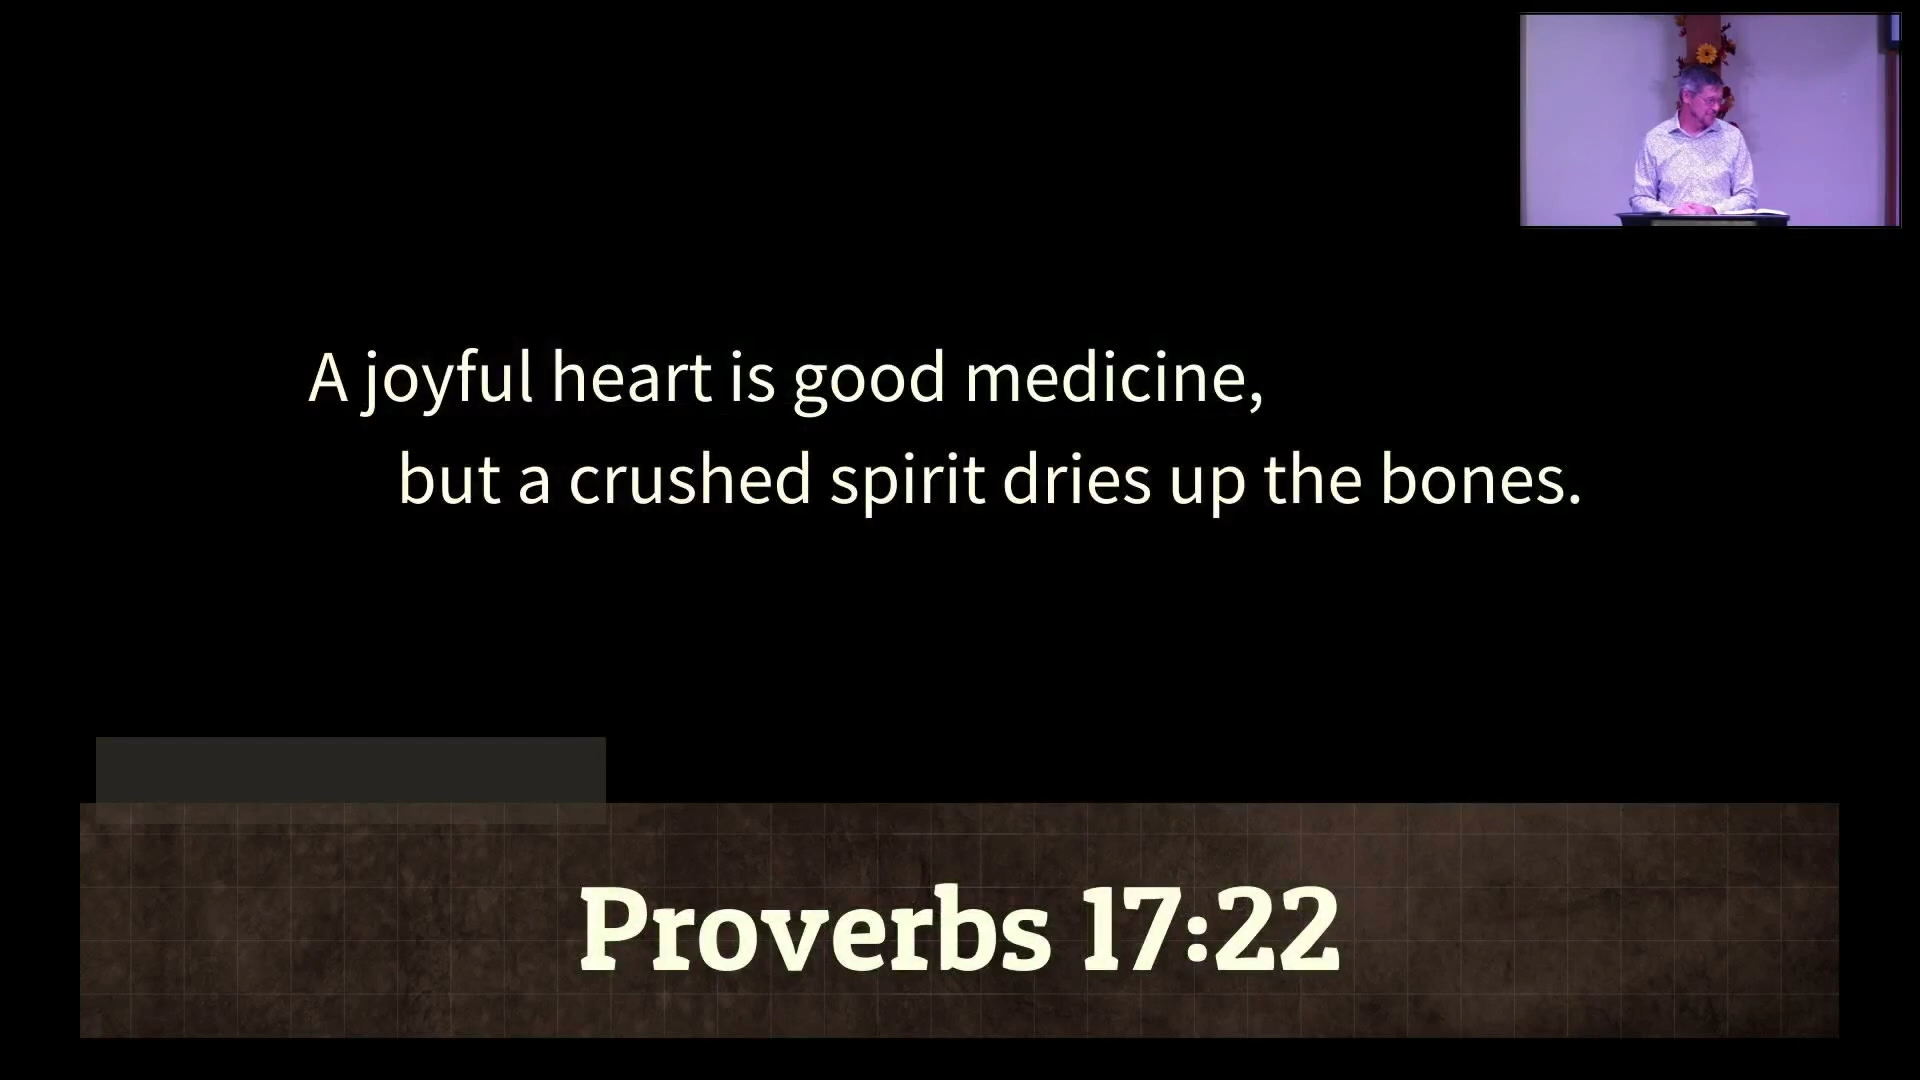 A joyful heart is good medicine,
but a crushed spirit dries up the bones.
Proverbs 17:22